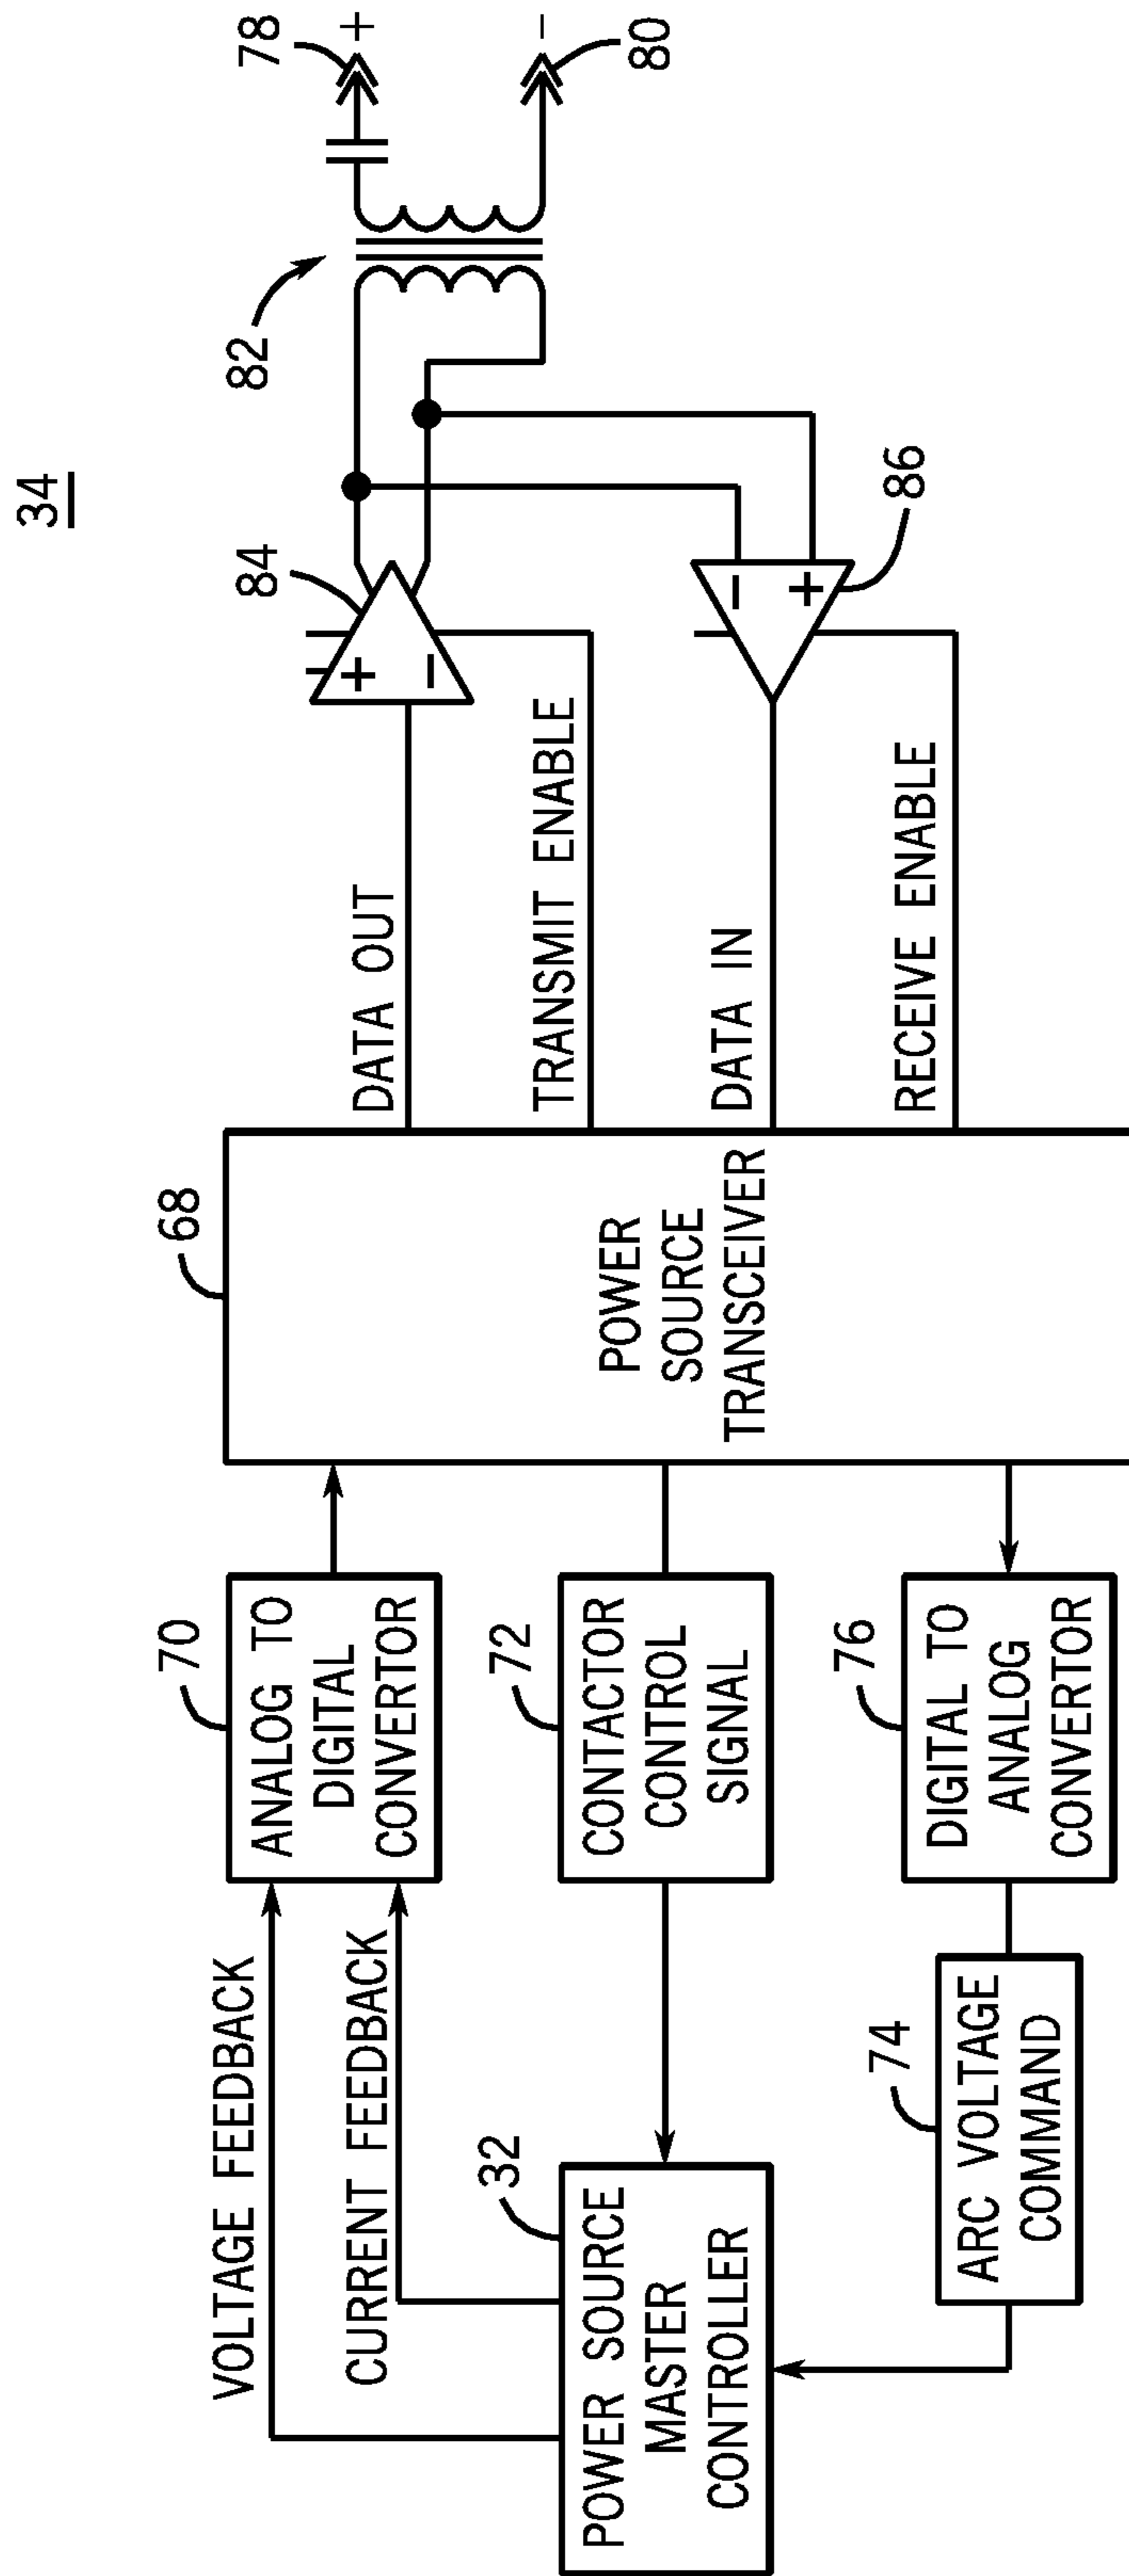 34
VOLTAGE FEEDBACK
CURRENT FEEDBACK
32
POWER SOURCE
MASTER
CONTROLLER
70
ANALOG TO
DIGITAL
CONVERTOR
72
CONTACTOR
CONTROL
SIGNAL
74
ARC VOLTAGE
COMMAND
76
DIGITAL TO
ANALOG
CONVERTOR
68
POWER
SOURCE
TRANSCEIVER
DATA OUT
TRANSMIT ENABLE
DATA IN
RECEIVE ENABLE
84
+
−
86
−
+
82
78
+
80
−